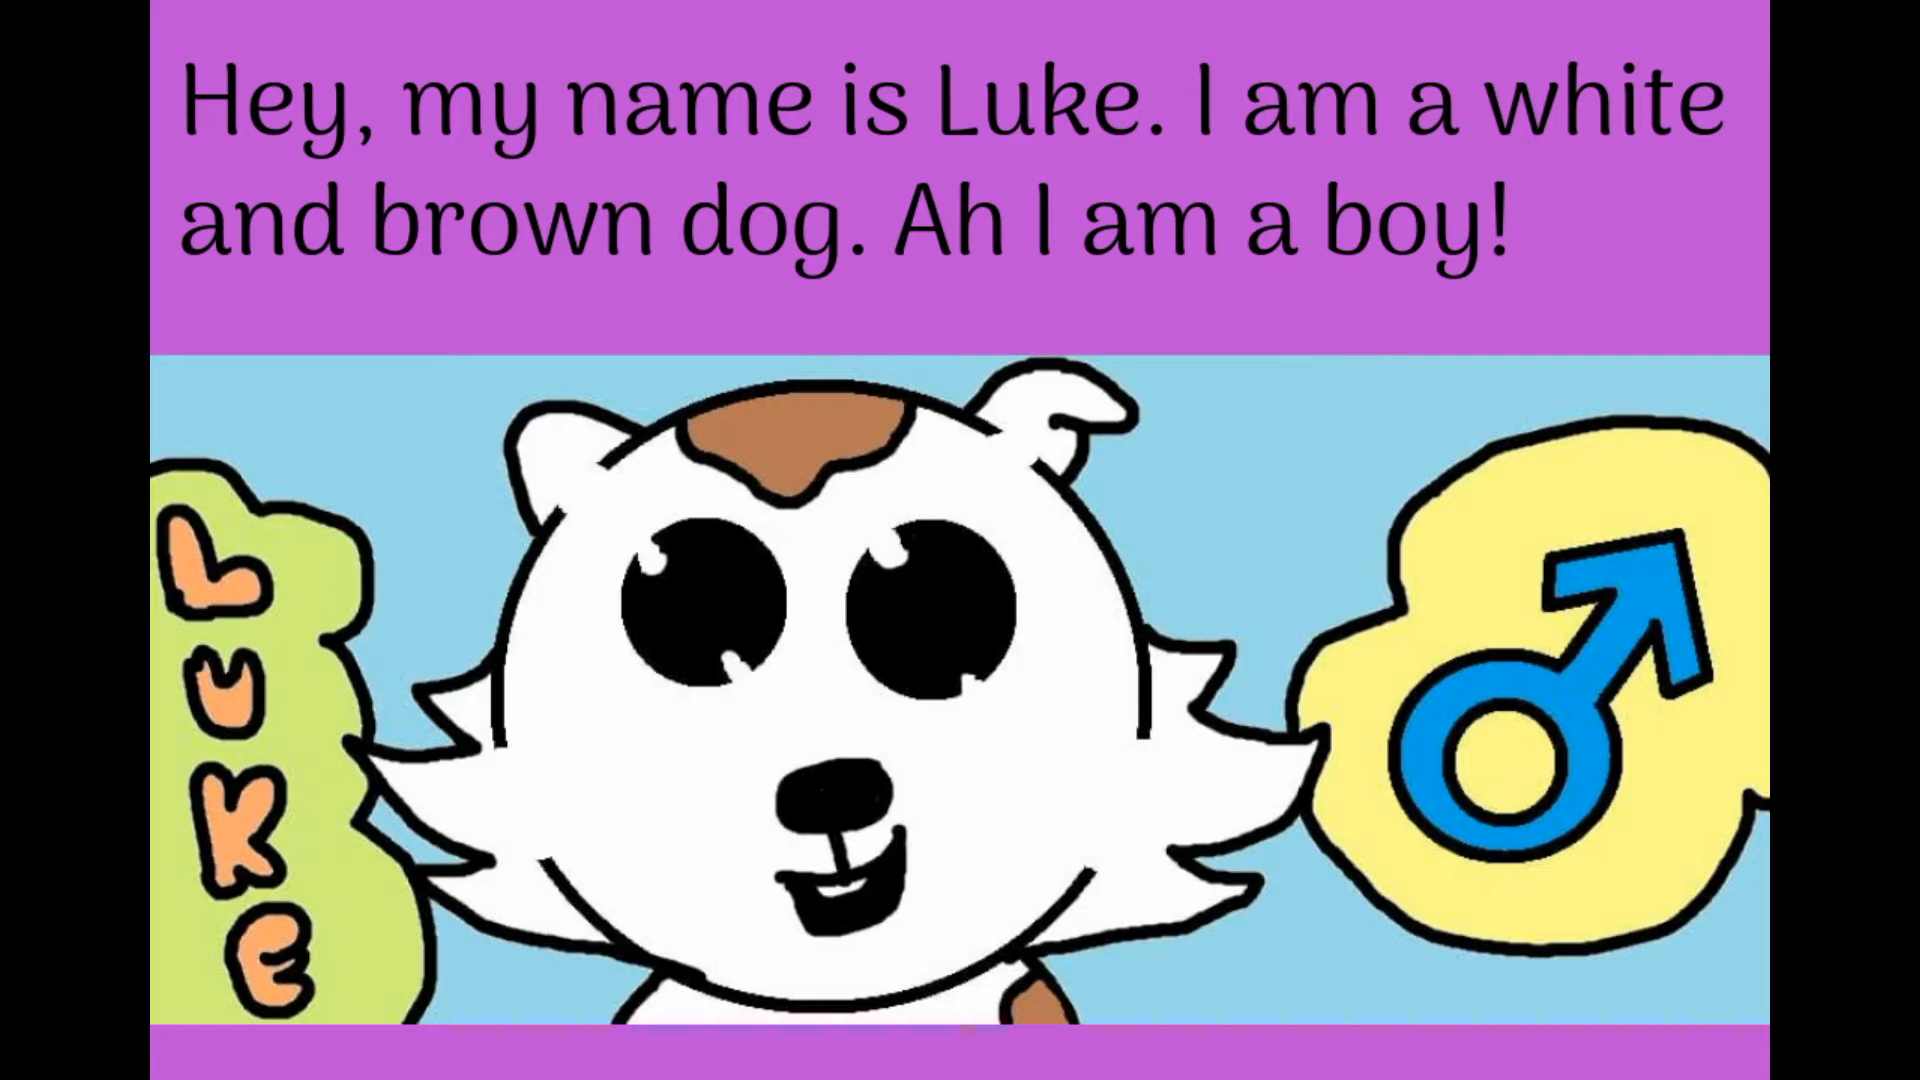 Hey, my name is Luke. I am a white
and brown dog. Ah I am a boy!
LUKE